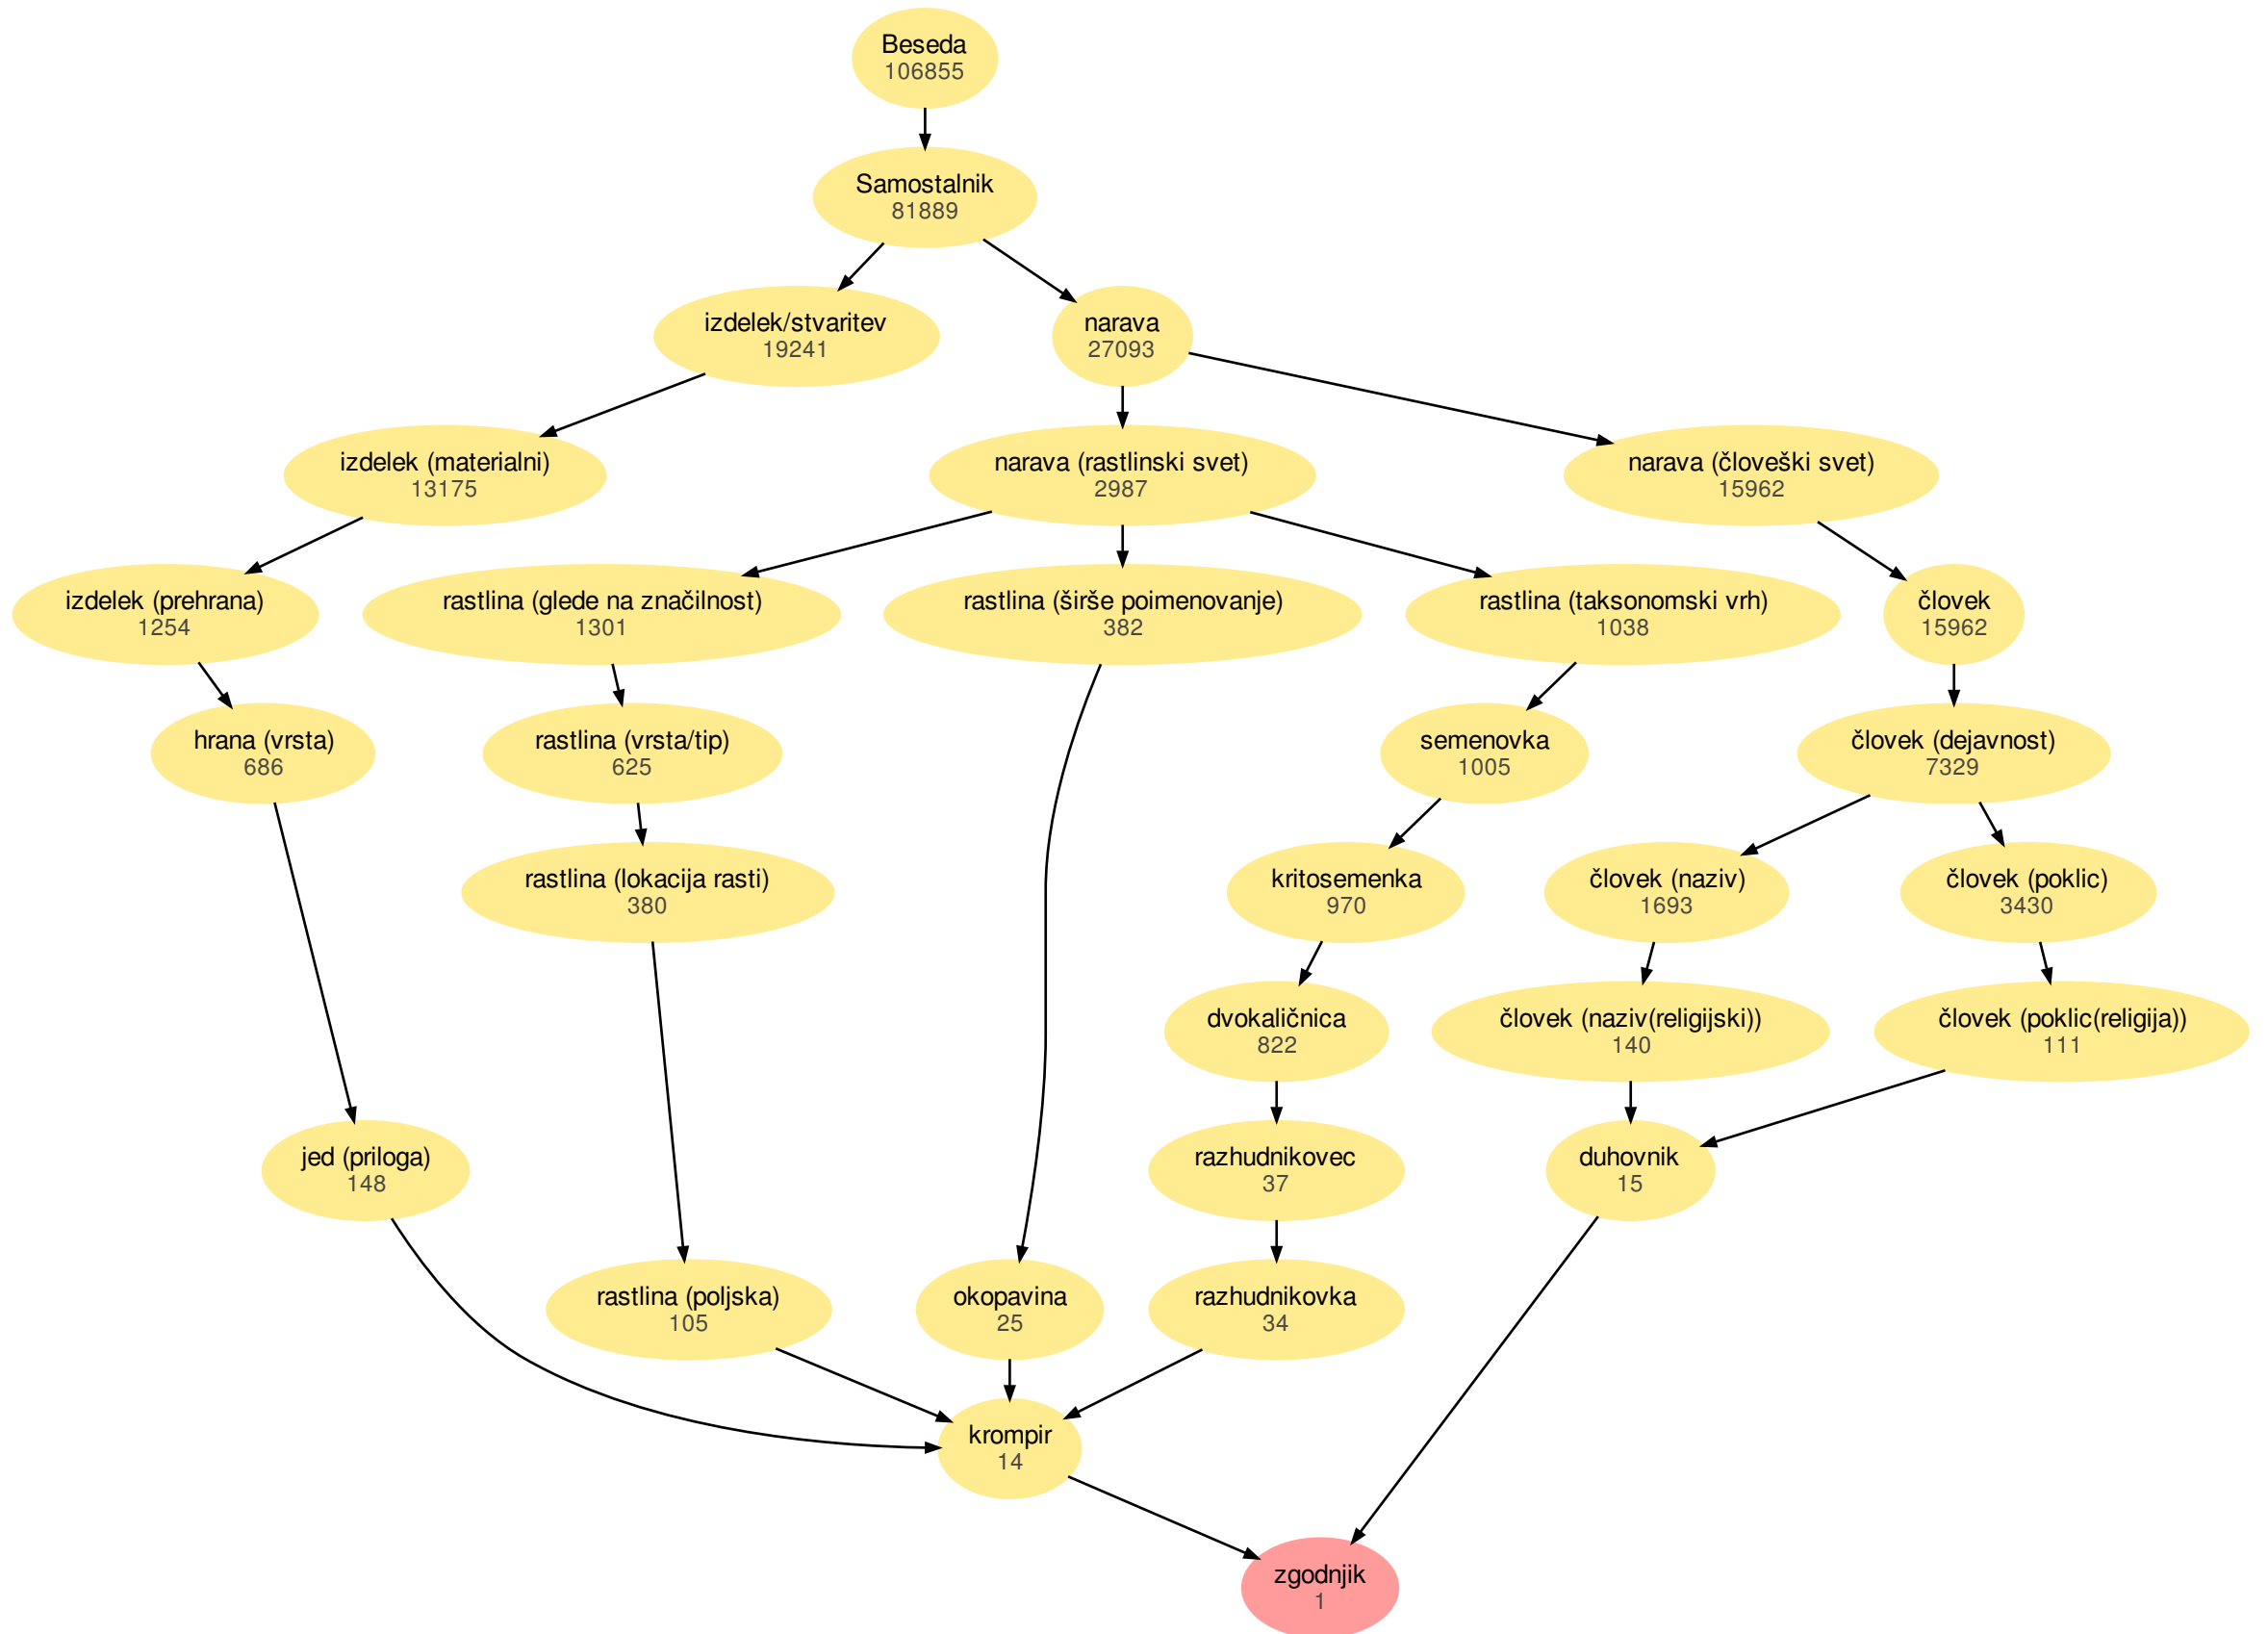 Beseda
106855
Samostalnik
81889
izdelek/stvaritev
19241
narava
27093
izdelek (materialni)
13175
narava (rastlinski svet)
2987
narava (človeški svet)
15962
izdelek (prehrana)
1254
rastlina (glede na značilnost)
1301
rastlina (širše poimenovanje)
382
rastlina (taksonomski vrh)
1038
človek
15962
hrana (vrsta)
686
rastlina (vrsta/tip)
625
semenovka
1005
človek (dejavnost)
7329
rastlina (lokacija rasti)
380
kritosemenka
970
človek (naziv)
1693
človek (poklic)
3430
dvokaličnica
822
človek (naziv(religijski))
140
človek (poklic(religija))
111
jed (priloga)
148
razhudnikovec
37
duhovnik
15
rastlina (poljska)
105
okopavina
25
razhudnikovka
34
krompir
14
zgodnjik
1